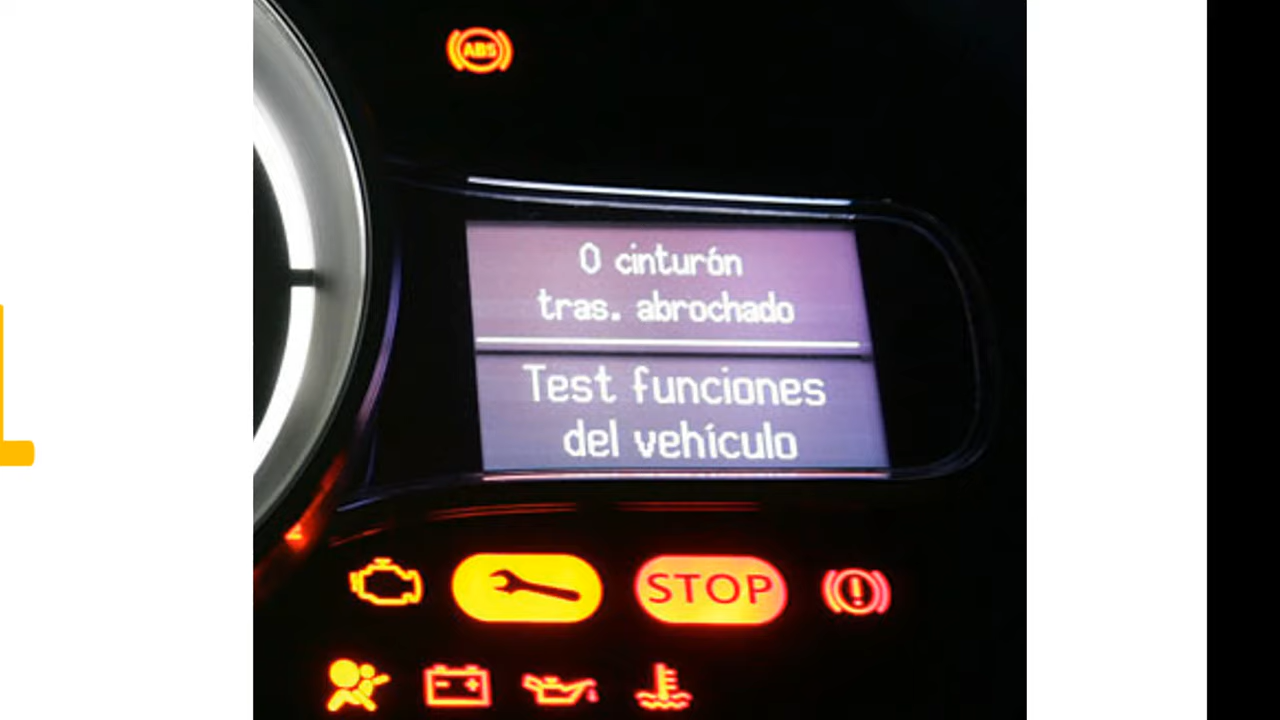 ABS
0 cinturón
tras. abrochado
Test funciones
del vehículo
STOP